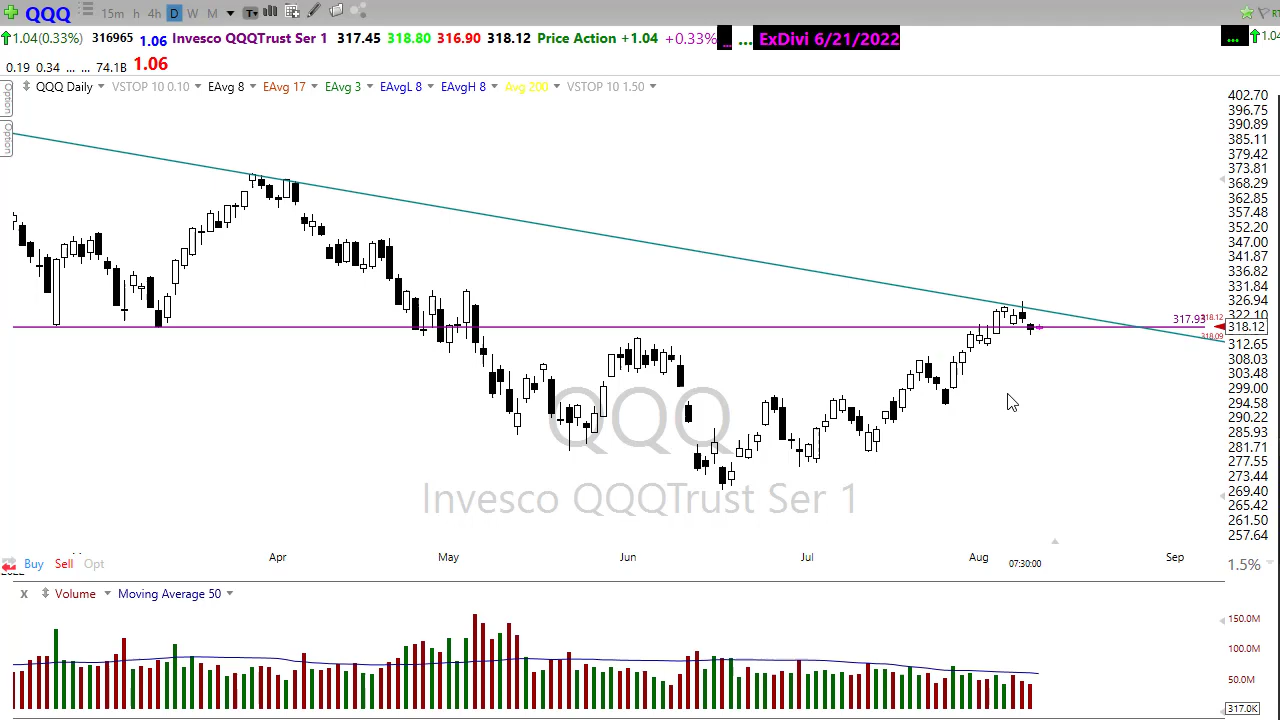 QQQ 15m h 4h D W M T
1.04(0.33%) 316965 1.06 Invesco QQQTrust Ser 1 317.45 318.80 316.90 318.12 Price Action +1.04 +0.33% ... ... ExDivi 6/21/2022 ... 1.04
0.19 0.34 ... ... 74.1B 1.06
QQQ Daily VSTOP 10 0.10 EAvg 8 EAvg 17 EAvg 3 EAvgL 8 EAvgH 8 Avg 200 VSTOP 10 1.50
Option
Option
402.70
396.75
390.89
385.11
379.42
373.81
368.29
362.85
357.48
352.20
347.00
341.87
336.82
331.84
326.94
322.10
317.93 318.12
318.12
318.09
312.65
308.03
303.48
299.00
294.58
290.22
285.93
281.71
277.55
273.44
269.40
265.42
261.50
257.64
QQQ
Invesco QQQTrust Ser 1
Apr May Jun Jul Aug Sep
07:30:00
Buy Sell Opt 1.5%
X Volume Moving Average 50
150.0M
100.0M
50.0M
317.0K